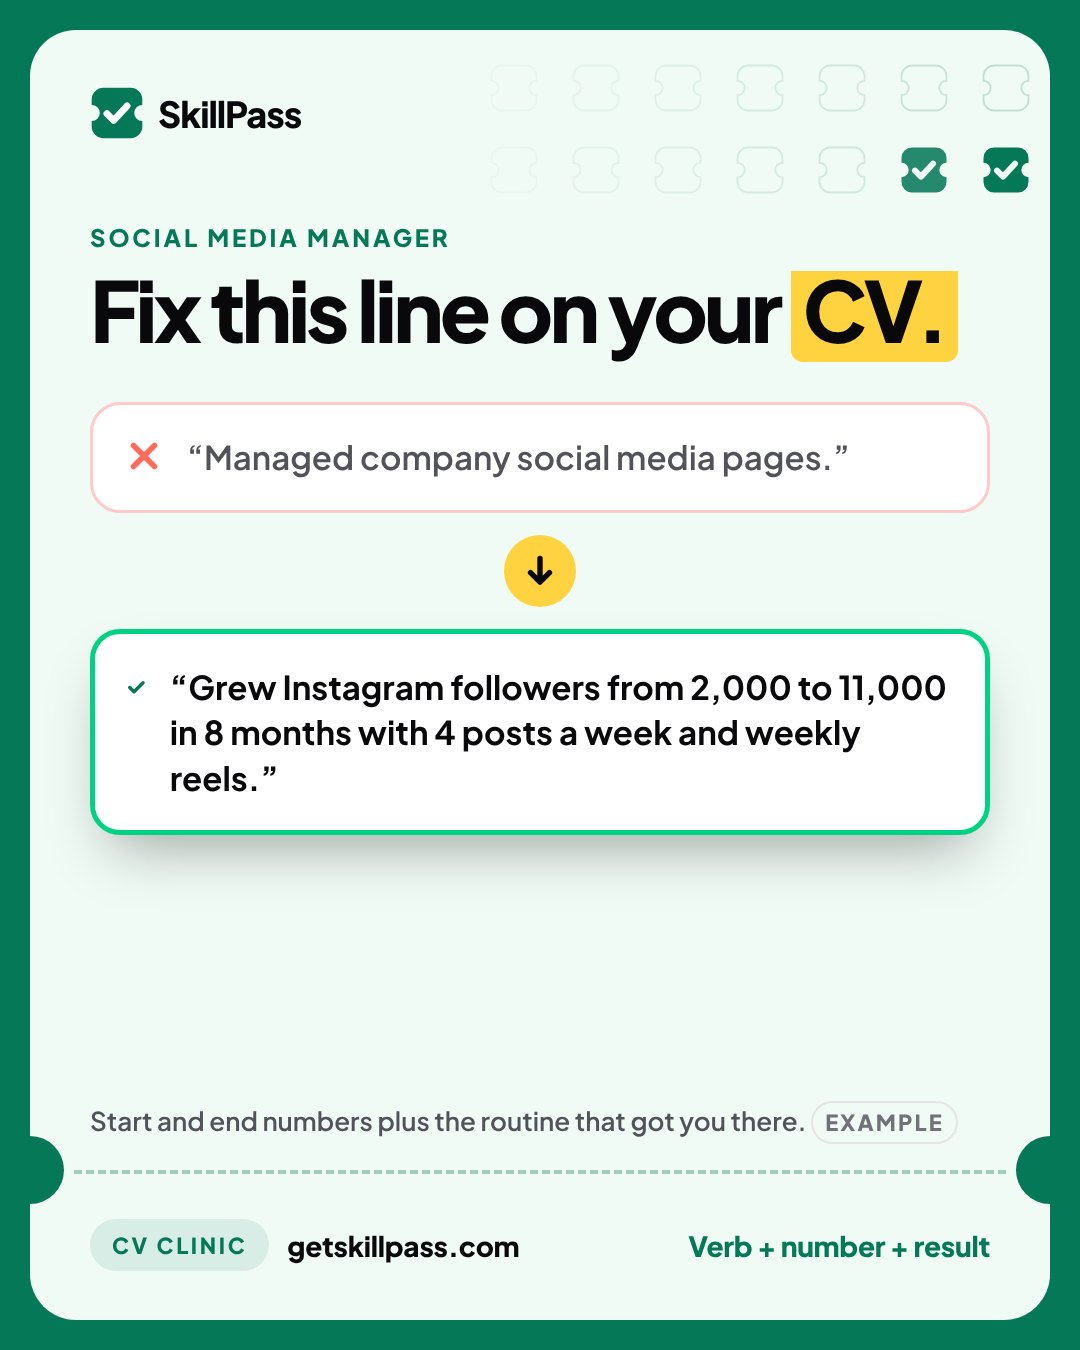 SkillPass
SOCIAL MEDIA MANAGER
Fix this line on your CV.
“Managed company social media pages.”
“Grew Instagram followers from 2,000 to 11,000
in 8 months with 4 posts a week and weekly
reels.”
Start and end numbers plus the routine that got you there. EXAMPLE
CV CLINIC getskillpass.com Verb + number + result